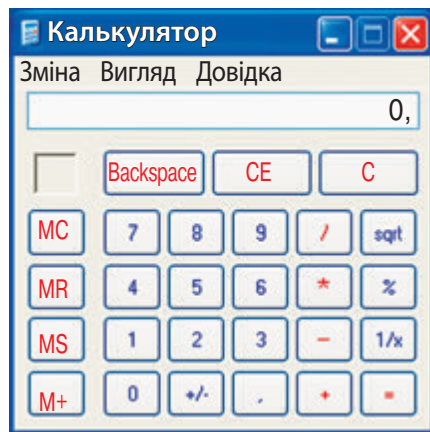 Калькулятор
Зміна Вигляд Довідка
0,
Backspace CE C
MC 7 8 9 / sqrt
MR 4 5 6 * %
MS 1 2 3 - 1/x
M+ 0 +/- , + =